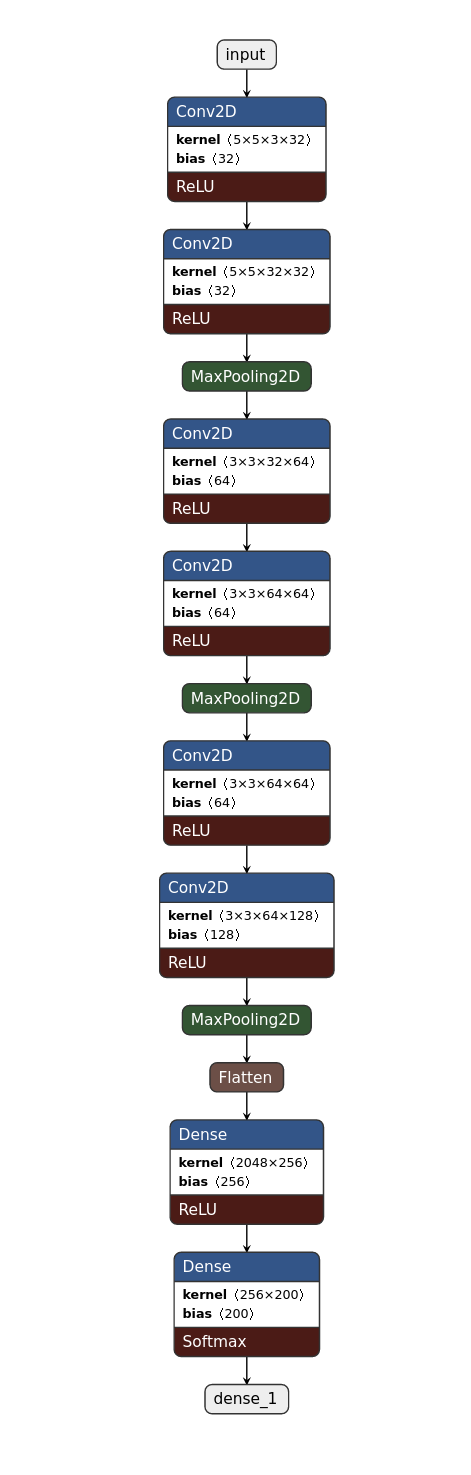 input
Conv2D
kernel ⟨5×5×3×32⟩
bias ⟨32⟩
ReLU
Conv2D
kernel ⟨5×5×32×32⟩
bias ⟨32⟩
ReLU
MaxPooling2D
Conv2D
kernel ⟨3×3×32×64⟩
bias ⟨64⟩
ReLU
Conv2D
kernel ⟨3×3×64×64⟩
bias ⟨64⟩
ReLU
MaxPooling2D
Conv2D
kernel ⟨3×3×64×64⟩
bias ⟨64⟩
ReLU
Conv2D
kernel ⟨3×3×64×128⟩
bias ⟨128⟩
ReLU
MaxPooling2D
Flatten
Dense
kernel ⟨2048×256⟩
bias ⟨256⟩
ReLU
Dense
kernel ⟨256×200⟩
bias ⟨200⟩
Softmax
dense_1